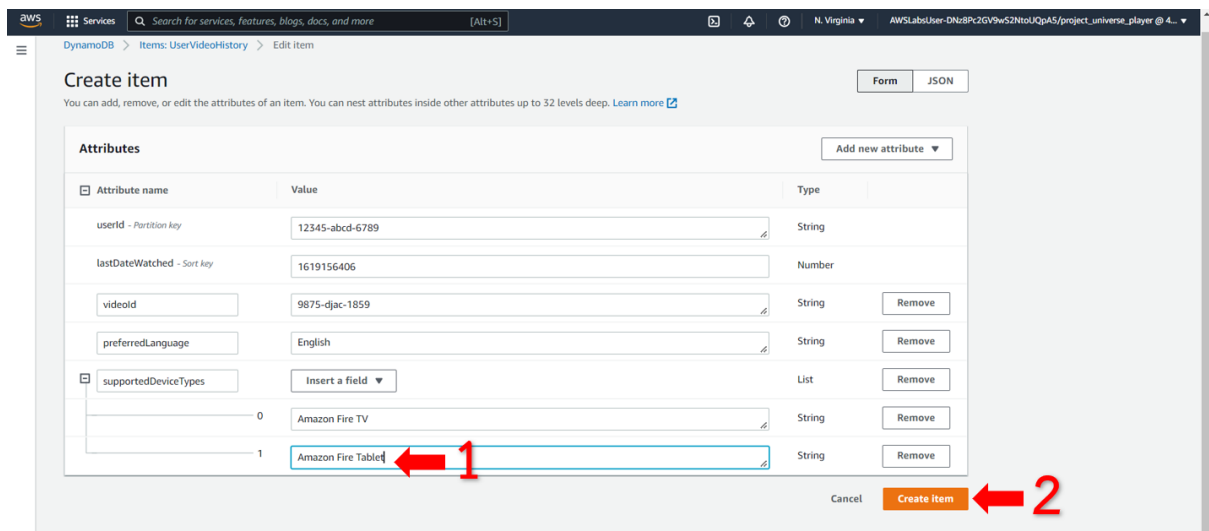 aws Services Search for services, features, blogs, docs, and more [Alt+S] N. Virginia ▼ AWSLabsUser-DNz8Pc2GV9wS2NtoUQpA5/project_universe_player @ 4... ▼
DynamoDB > Items: UserVideoHistory > Edit item
Create item Form JSON
You can add, remove, or edit the attributes of an item. You can nest attributes inside other attributes up to 32 levels deep. Learn more
Attributes Add new attribute ▼
Attribute name Value Type
userId - Partition key 12345-abcd-6789 String
lastDateWatched - Sort key 1619156406 Number
videoId 9875-djac-1859 String Remove
preferredLanguage English String Remove
supportedDeviceTypes Insert a field ▼ List Remove
0 Amazon Fire TV String Remove
1 Amazon Fire Tablet 1 String Remove
Cancel Create item 2